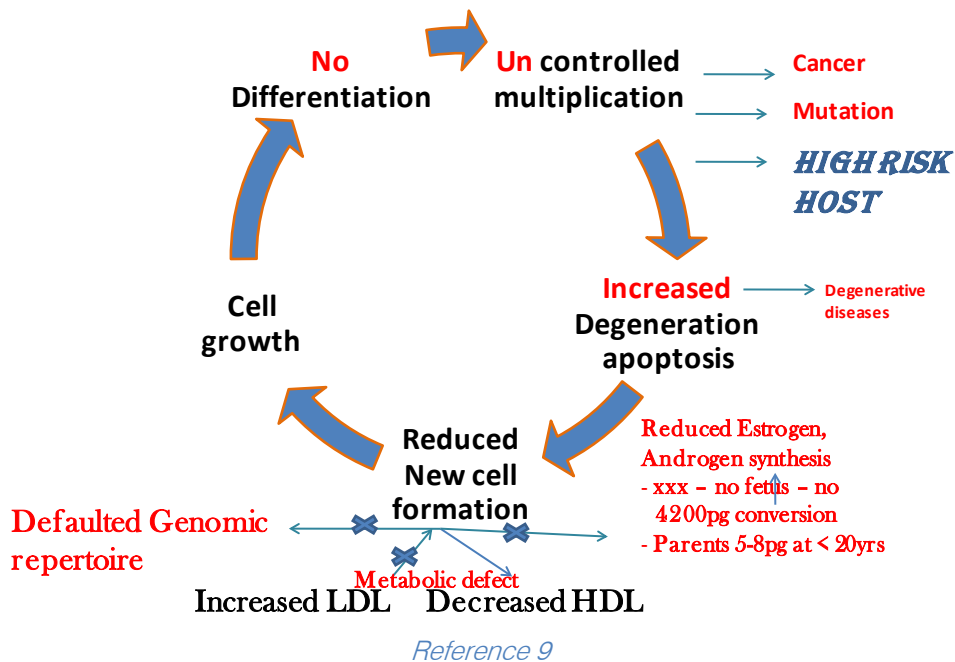 No
Differentiation
Un controlled
multiplication
Cancer
Mutation
HIGH RISK
HOST
Increased
Degeneration
apoptosis
Degenerative
diseases
Cell
growth
Reduced
New cell
formation
Reduced Estrogen,
Androgen synthesis
- xxx – no fetus – no
4200pg conversion
- Parents 5-8pg at < 20yrs
Defaulted Genomic
repertoire
Metabolic defect
Increased LDL
Decreased HDL
Reference 9